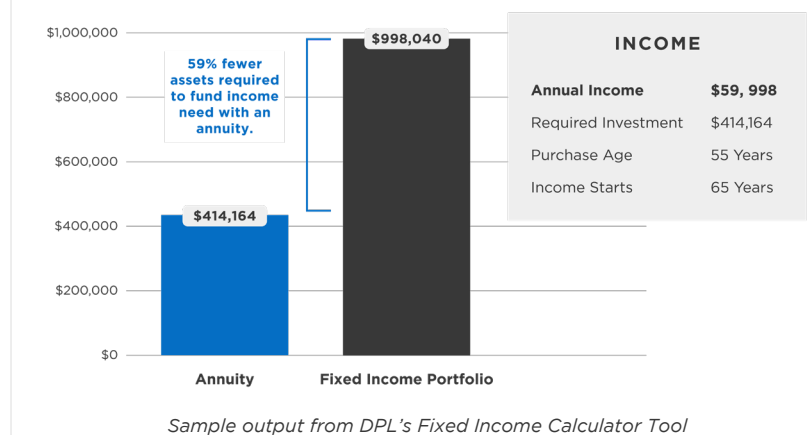 $1,000,000
$800,000
$600,000
$400,000
$200,000
$0
59% fewer
assets required
to fund income
need with an
annuity.
$414,164
$998,040
Annuity
Fixed Income Portfolio
INCOME
Annual Income $59, 998
Required Investment $414,164
Purchase Age 55 Years
Income Starts 65 Years
Sample output from DPL's Fixed Income Calculator Tool